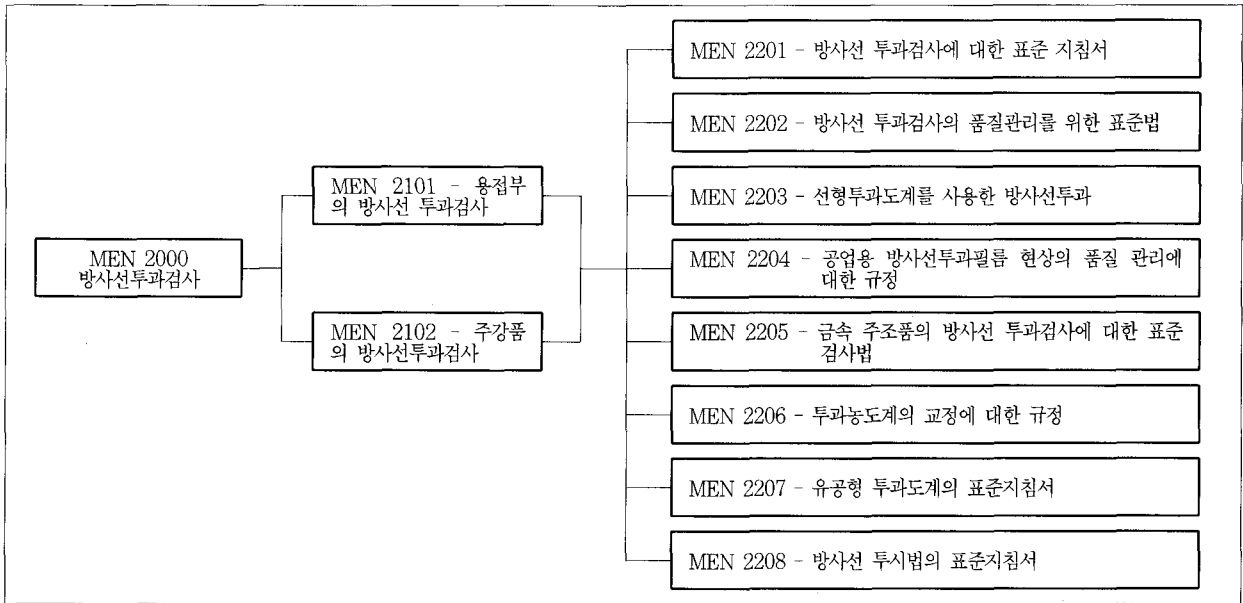 MEN 2000
방사선투과검사
MEN 2101 - 용접부
의 방사선 투과검사
MEN 2102 - 주강품
의 방사선투과검사
MEN 2201 - 방사선 투과검사에 대한 표준 지침서
MEN 2202 - 방사선 투과검사의 품질관리를 위한 표준법
MEN 2203 - 선형투과도계를 사용한 방사선투과
MEN 2204 - 공업용 방사선투과필름 현상의 품질 관리에
대한 규정
MEN 2205 - 금속 주조품의 방사선 투과검사에 대한 표준
검사법
MEN 2206 - 투과농도계의 교정에 대한 규정
MEN 2207 - 유공형 투과도계의 표준지침서
MEN 2208 - 방사선 투시법의 표준지침서